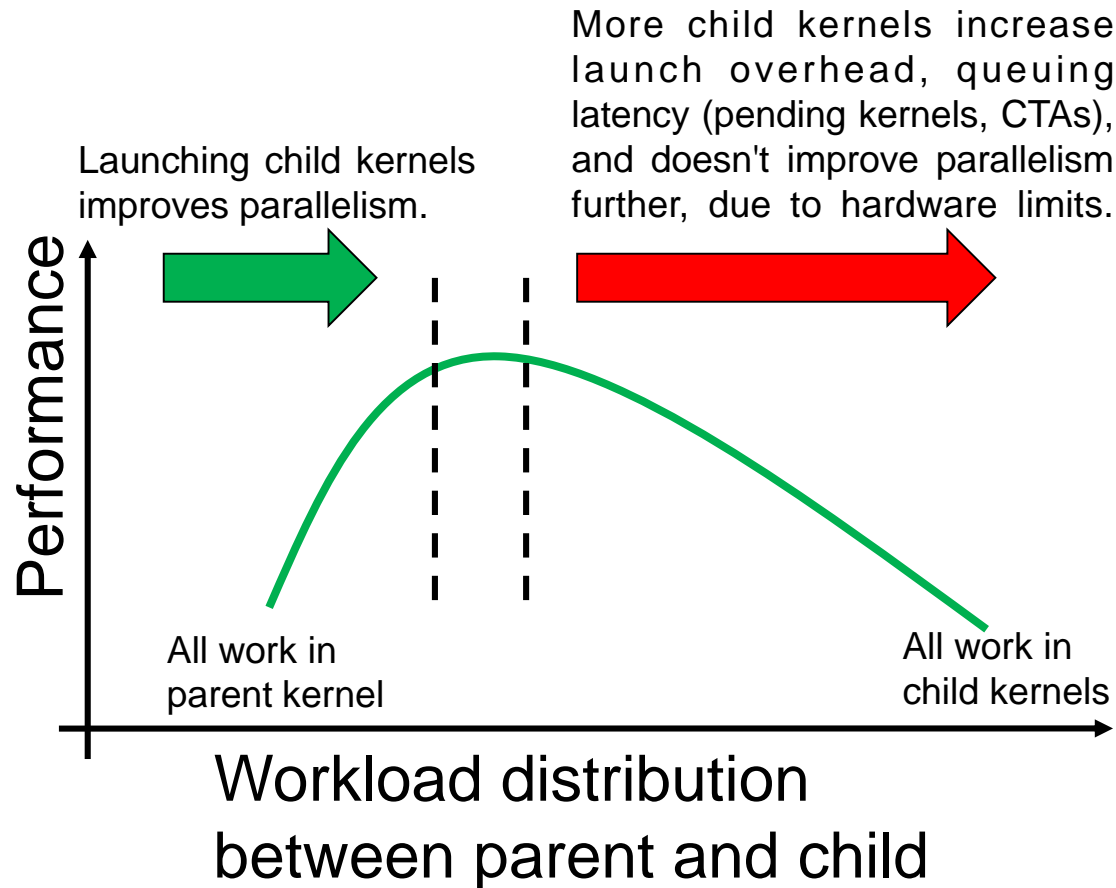 More child kernels increase
launch overhead, queuing
latency (pending kernels, CTAs),
and doesn't improve parallelism
further, due to hardware limits.
Launching child kernels
improves parallelism.
Performance
All work in
parent kernel
All work in
child kernels
Workload distribution
between parent and child